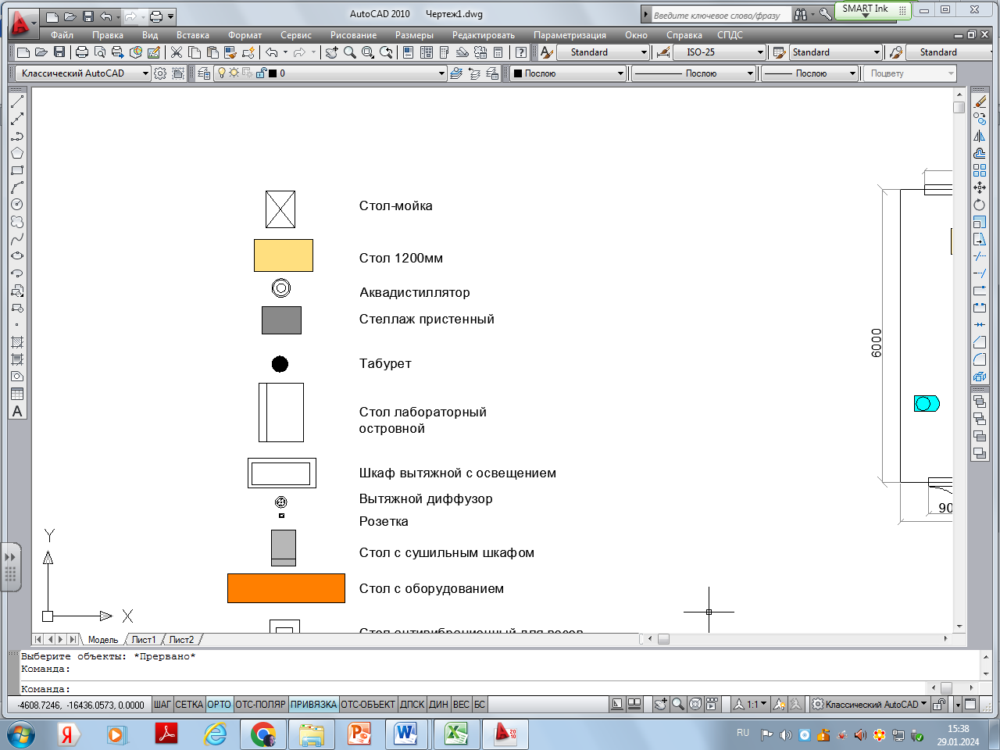 AutoCAD 2010 Чертеж1.dwg
Введите ключевое слово/фразу
SMART Ink
Файл Правка Вид Вставка Формат Сервис Рисование Размеры Редактировать Параметризация Окно Справка СПДС
Standard ISO-25 Standard Standard
Классический AutoCAD 0 Послою Послою Послою Поцвету
Стол-мойка
Стол 1200мм
Аквадистиллятор
Стеллаж пристенный
Табурет
Стол лабораторный
островной
Шкаф вытяжной с освещением
Вытяжной диффузор
Розетка
Стол с сушильным шкафом
Стол с оборудованием
Стол антивибрационный для весов
6000
90
Y
X
Модель Лист1 Лист2
Выберите объекты: *Прервано*
Команда:
Команда:
-4608.7246, -16436.0573, 0.0000 ШАГ СЕТКА ОРТО ОТС-ПОЛЯР ПРИВЯЗКА ОТС-ОБЪЕКТ ДПСК ДИН ВЕС БС 1:1 Классический AutoCAD
RU
15:38
29.01.2024